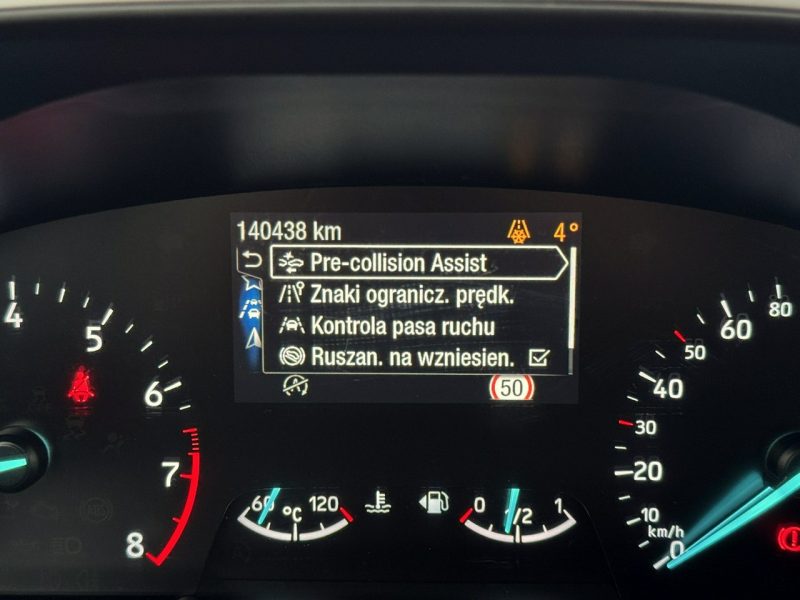 140438 km 4°
Pre-collision Assist
Znaki ogranicz. prędk.
Kontrola pasa ruchu
Ruszan. na wzniesien.
A 50
4
5
6
7
8
60 °C 120
0 1/2 1
0
10
20
30
40
50
60
80
km/h